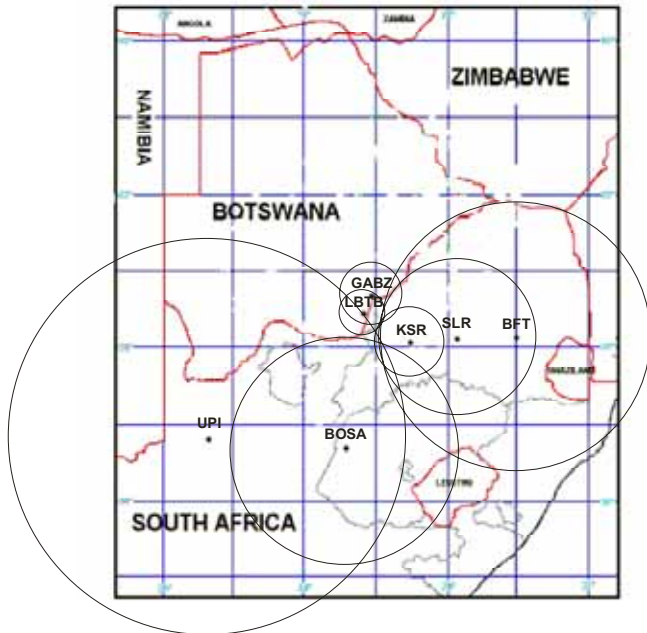 ANGOLA
ZAMBIA
ZIMBABWE
NAMIBIA
BOTSWANA
GABZ
LBTB
KSR
SLR
BFT
SWAZILAND
UPI
BOSA
LESOTHO
SOUTH AFRICA